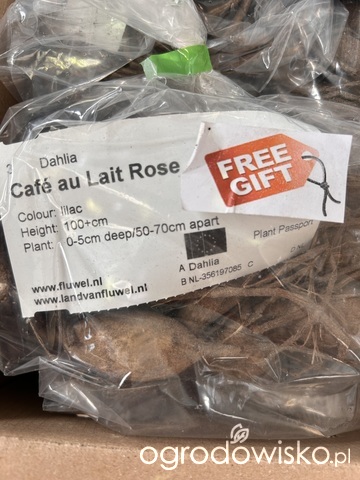 3 Dahlia
Café au Lait Rose
FREE
GIFT
Colour: lilac
Height: 100+cm
Plant: 0-5cm deep/50-70cm apart
Plant Passport
A Dahlia
B NL-356197085 C
www.fluwel.nl
www.landvanfluwel.nl
ogrodowisko.pl